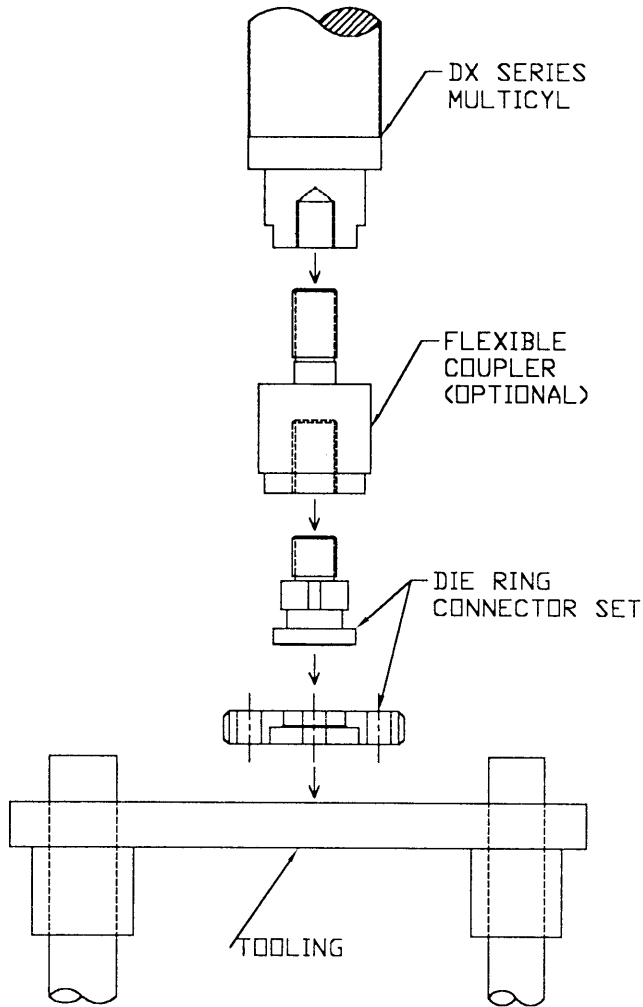 DX SERIES
MULTICYL
FLEXIBLE
COUPLER
(OPTIONAL)
DIE RING
CONNECTOR SET
TOOLING